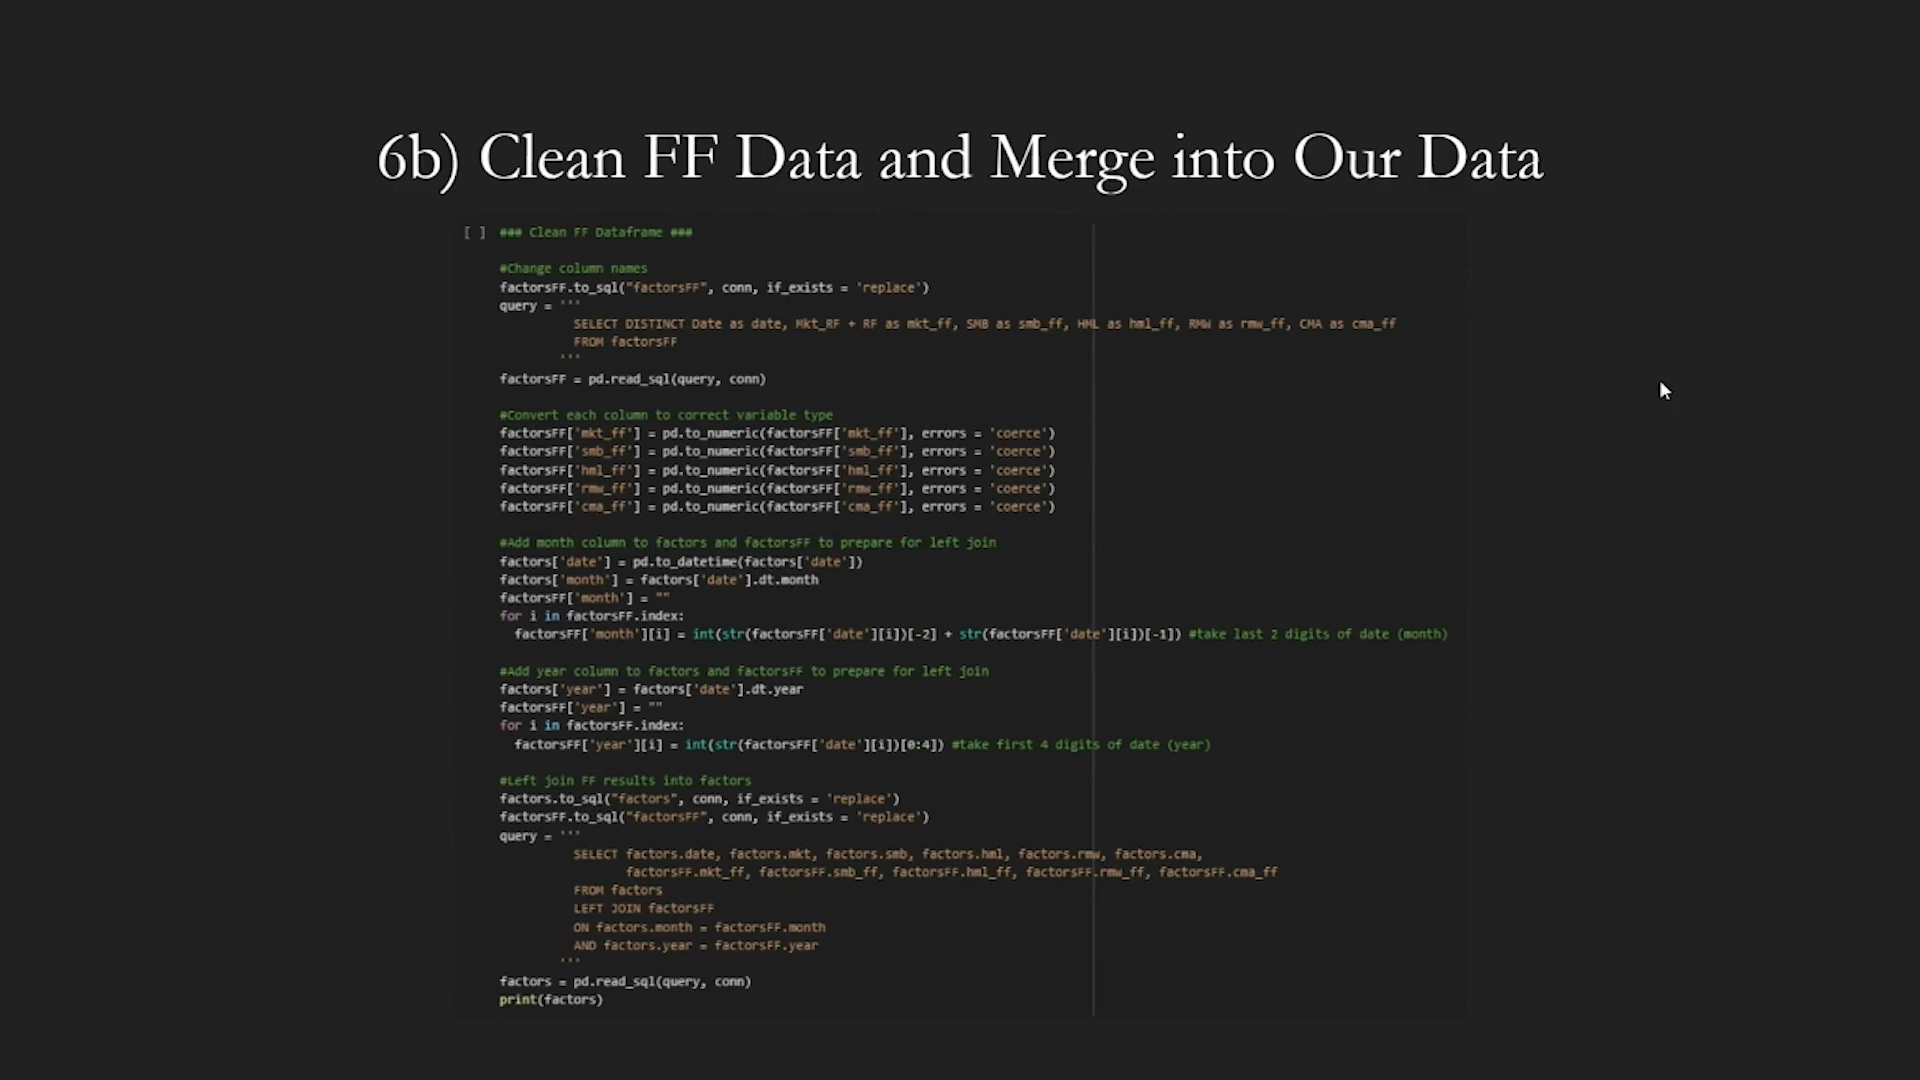 6b) Clean FF Data and Merge into Our Data
[ ] ### Clean FF Dataframe ###
#Change column names
factorsFF.to_sql("factorsFF", conn, if_exists = 'replace')
query = '''
SELECT DISTINCT Date as date, Mkt_RF + RF as mkt_ff, SMB as smb_ff, HML as hml_ff, RMW as rmw_ff, CMA as cma_ff
FROM factorsFF
'''
factorsFF = pd.read_sql(query, conn)
#Convert each column to correct variable type
factorsFF['mkt_ff'] = pd.to_numeric(factorsFF['mkt_ff'], errors = 'coerce')
factorsFF['smb_ff'] = pd.to_numeric(factorsFF['smb_ff'], errors = 'coerce')
factorsFF['hml_ff'] = pd.to_numeric(factorsFF['hml_ff'], errors = 'coerce')
factorsFF['rmw_ff'] = pd.to_numeric(factorsFF['rmw_ff'], errors = 'coerce')
factorsFF['cma_ff'] = pd.to_numeric(factorsFF['cma_ff'], errors = 'coerce')
#Add month column to factors and factorsFF to prepare for left join
factors['date'] = pd.to_datetime(factors['date'])
factors['month'] = factors['date'].dt.month
factorsFF['month'] = ""
for i in factorsFF.index:
factorsFF['month'][i] = int(str(factorsFF['date'][i])[-2] + str(factorsFF['date'][i])[-1]) #take last 2 digits of date (month)
#Add year column to factors and factorsFF to prepare for left join
factors['year'] = factors['date'].dt.year
factorsFF['year'] = ""
for i in factorsFF.index:
factorsFF['year'][i] = int(str(factorsFF['date'][i])[0:4]) #take first 4 digits of date (year)
#Left join FF results into factors
factors.to_sql("factors", conn, if_exists = 'replace')
factorsFF.to_sql("factorsFF", conn, if_exists = 'replace')
query = '''
SELECT factors.date, factors.mkt, factors.smb, factors.hml, factors.rmw, factors.cma,
factorsFF.mkt_ff, factorsFF.smb_ff, factorsFF.hml_ff, factorsFF.rmw_ff, factorsFF.cma_ff
FROM factors
LEFT JOIN factorsFF
ON factors.month = factorsFF.month
AND factors.year = factorsFF.year
'''
factors = pd.read_sql(query, conn)
print(factors)